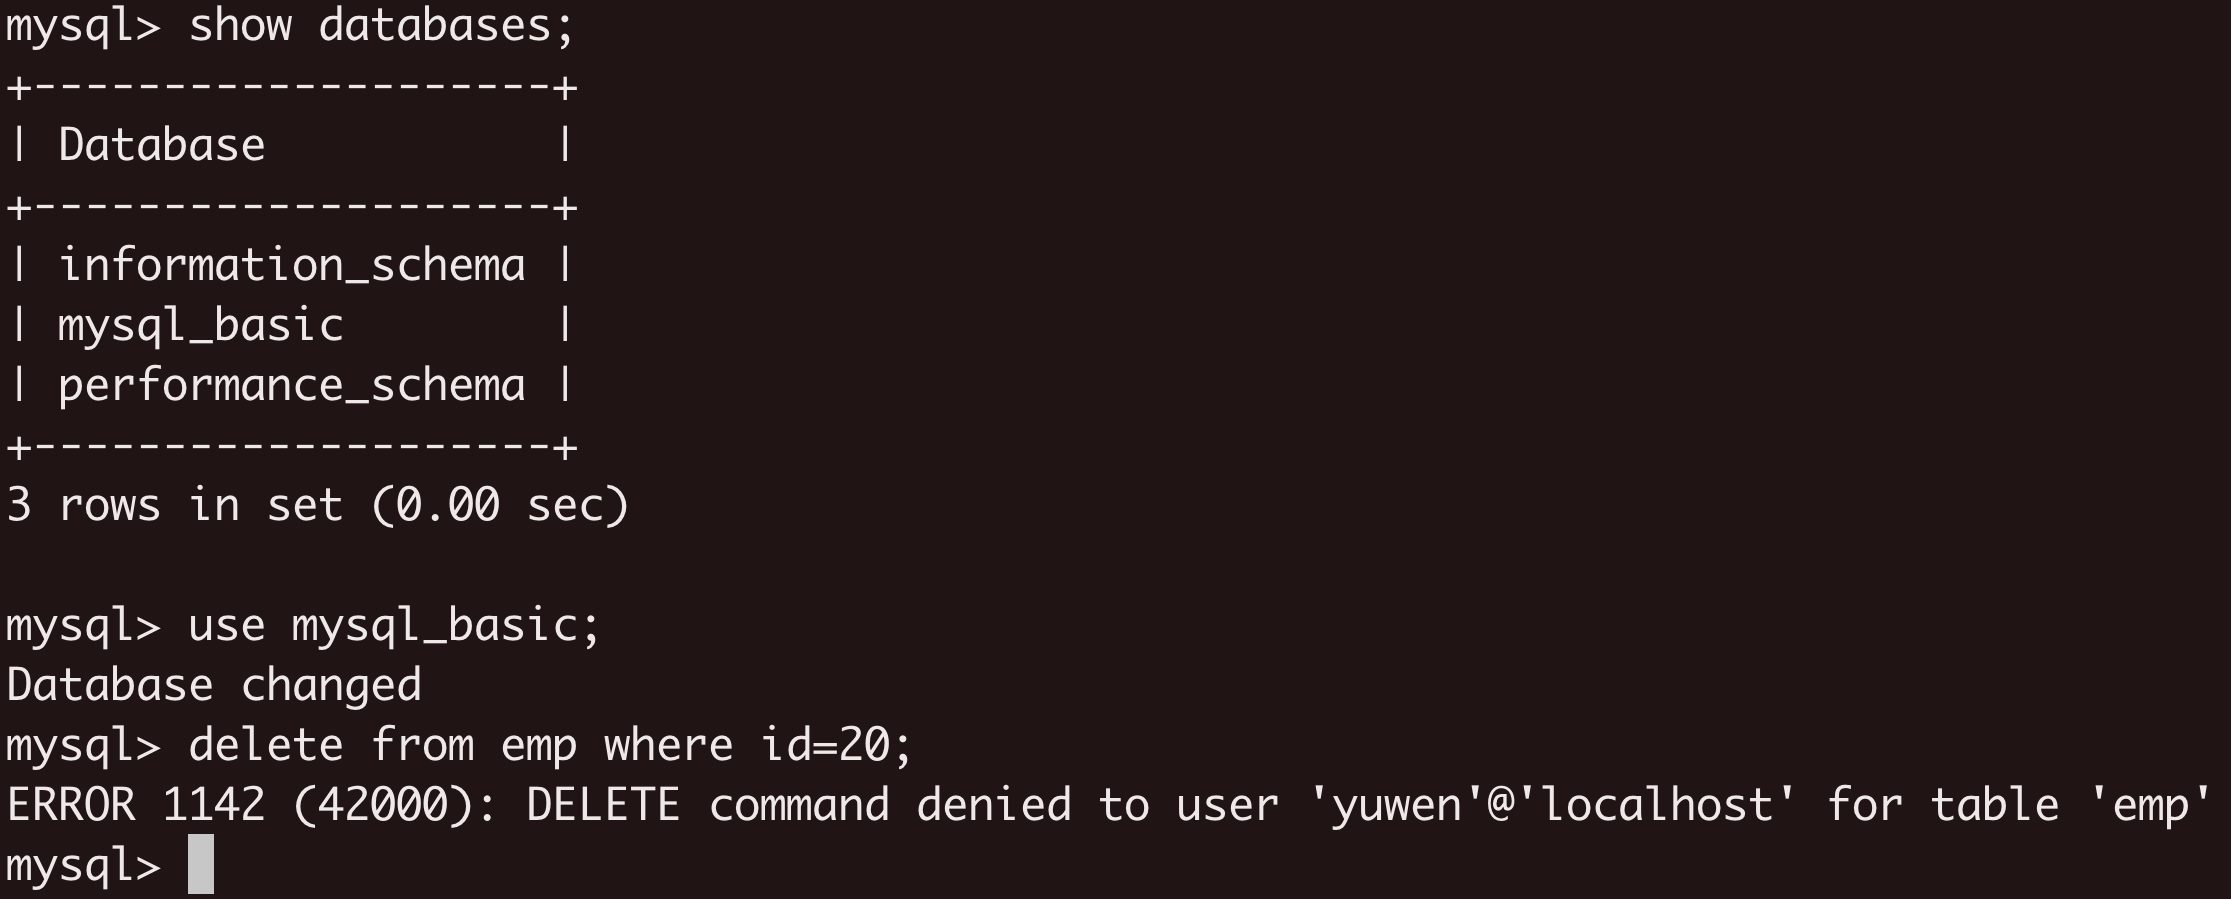 mysql> show databases;
+--------------------+
| Database           |
+--------------------+
| information_schema |
| mysql_basic        |
| performance_schema |
+--------------------+
3 rows in set (0.00 sec)

mysql> use mysql_basic;
Database changed
mysql> delete from emp where id=20;
ERROR 1142 (42000): DELETE command denied to user 'yuwen'@'localhost' for table 'emp'
mysql>